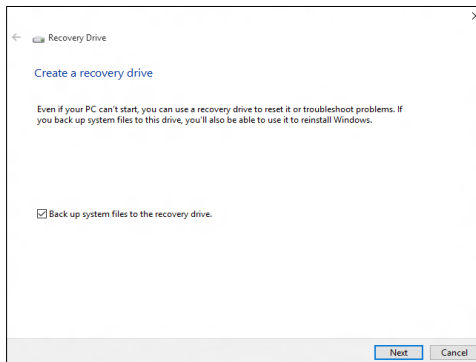 Recovery Drive
Create a recovery drive
Even if your PC can't start, you can use a recovery drive to reset it or troubleshoot problems. If
you back up system files to this drive, you'll also be able to use it to reinstall Windows.
Back up system files to the recovery drive.
Next Cancel